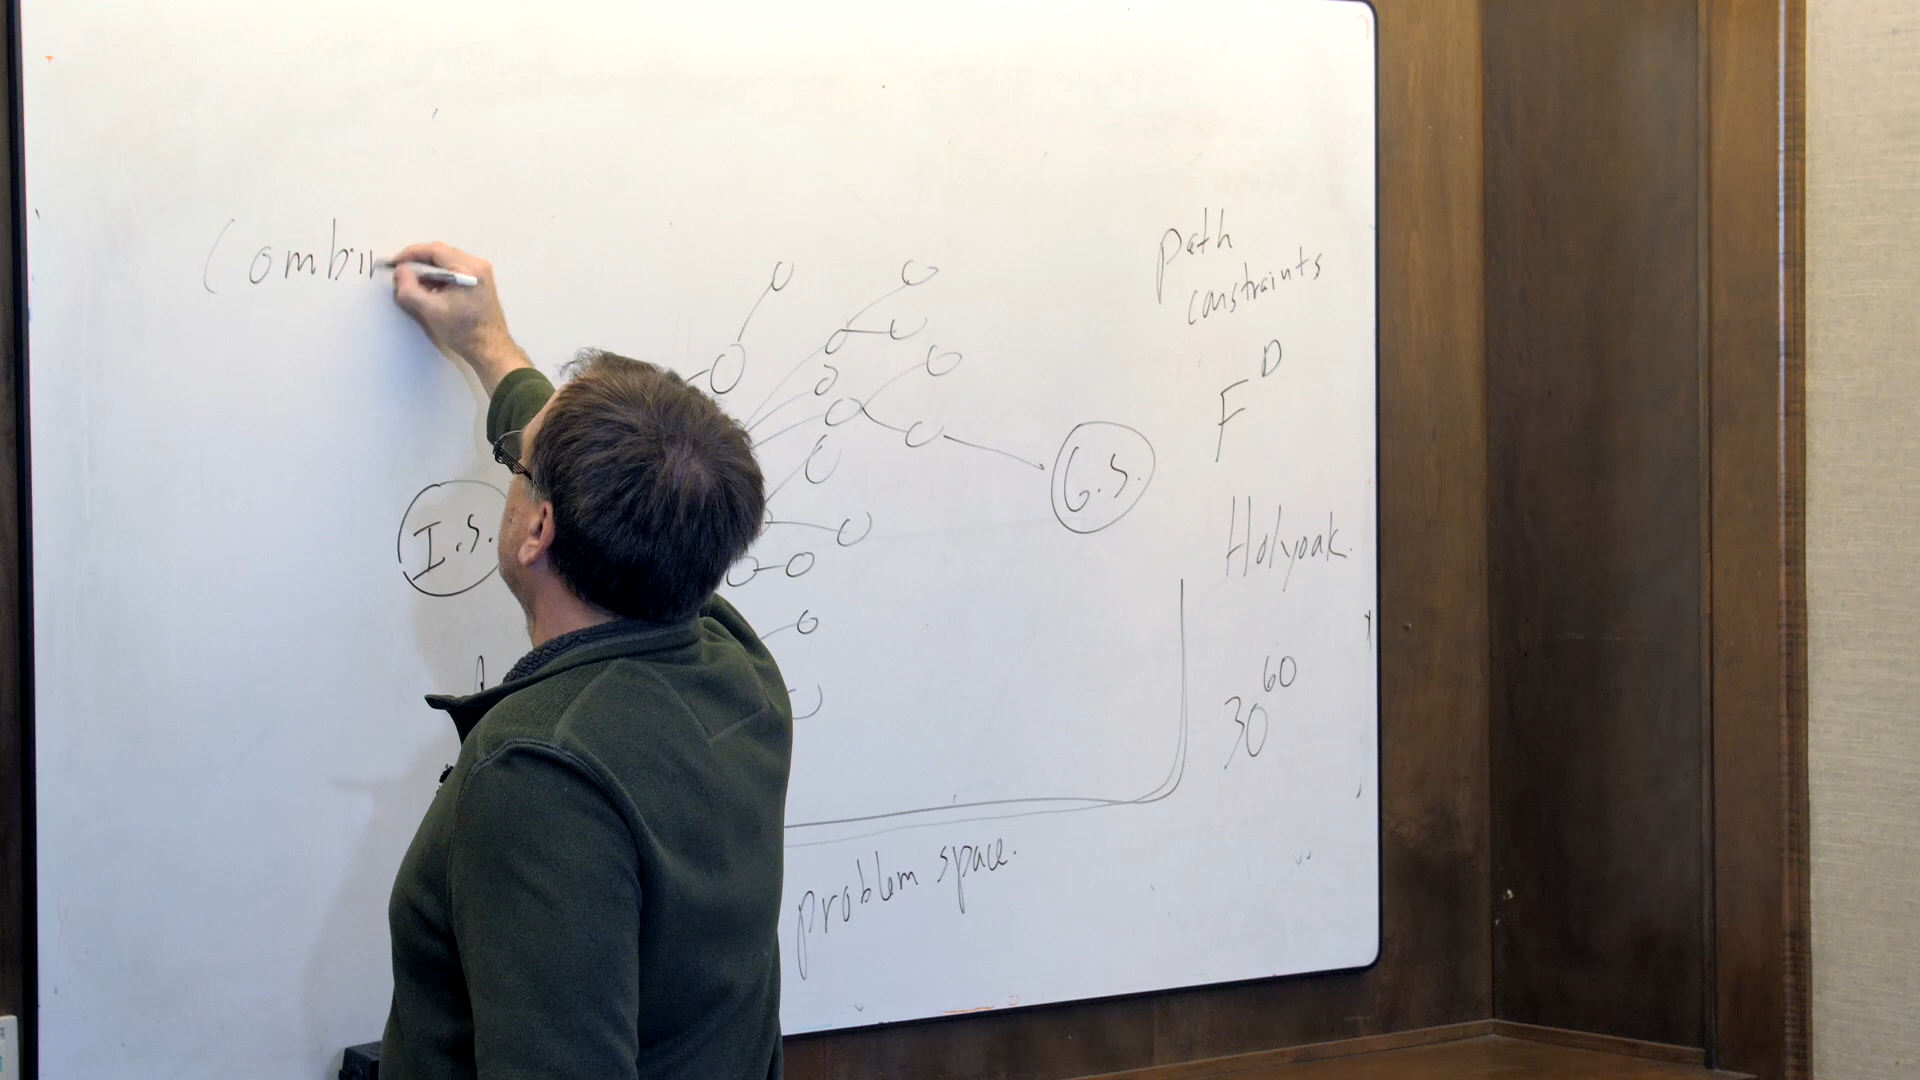 Combin
path
constraints
F^D
I.S.
G.S.
Holyoak.
30^60
problem space.